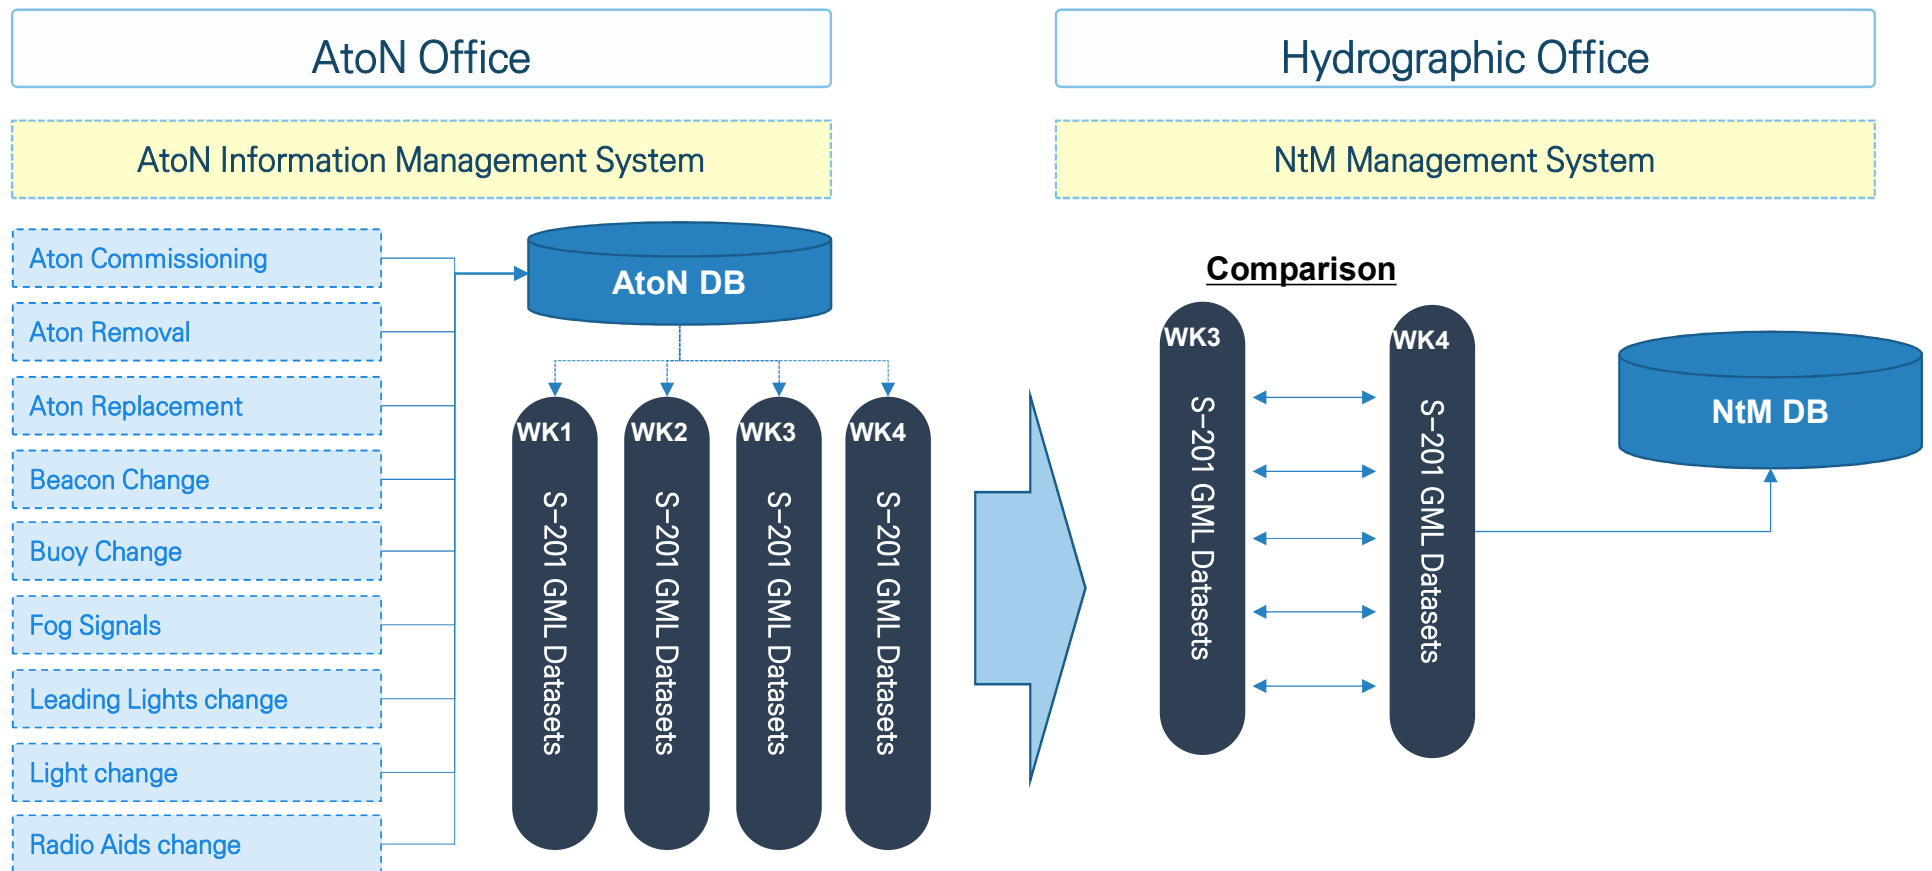 AtoN Office
Hydrographic Office
AtoN Information Management System
NtM Management System
Aton Commissioning
Aton Removal
Aton Replacement
Beacon Change
Buoy Change
Fog Signals
Leading Lights change
Light change
Radio Aids change
AtoN DB
WK1
S-201 GML Datasets
WK2
S-201 GML Datasets
WK3
S-201 GML Datasets
WK4
S-201 GML Datasets
Comparison
WK3
S-201 GML Datasets
WK4
S-201 GML Datasets
NtM DB